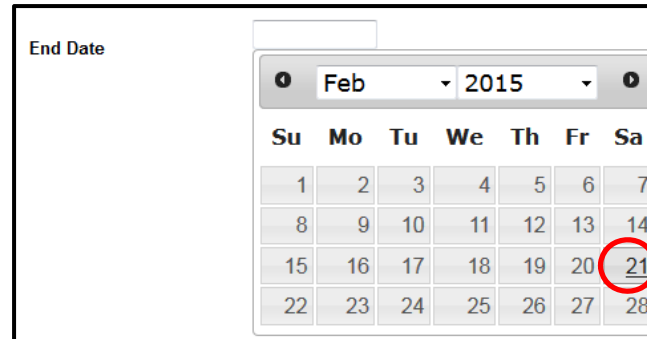 End Date
Feb 2015
Su Mo Tu We Th Fr Sa
1 2 3 4 5 6 7
8 9 10 11 12 13 14
15 16 17 18 19 20 21
22 23 24 25 26 27 28